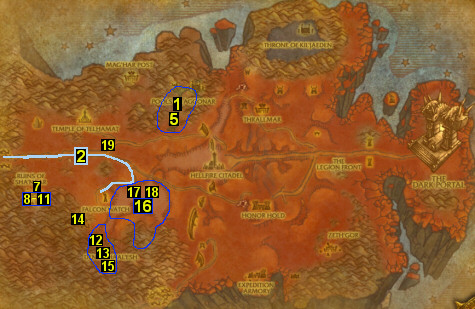 THRONE OF KIL'JAEDEN
MAG'HAR POST
POOLS OF AGGONAR
1
5
THRALLMAR
TEMPLE OF TELHAMAT
19
2
THE LEGION FRONT
HELLFIRE CITADEL
THE DARK PORTAL
RUINS OF
7
8-11
17 18
16
FALCON WATCH
HONOR HOLD
14
12
13
15
ZETH'GOR
EXPEDITION ARMORY